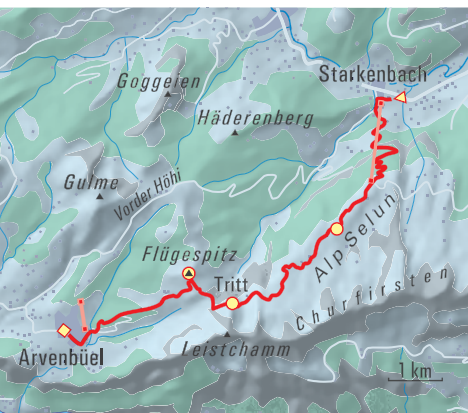 Starkenbach
Goggeien
Häderenberg
Gulme
Vorder Höhi
Alp Selun
Flügespitz
Tritt
Churfirsten
Arvenbüel
Leistchamm
1 km